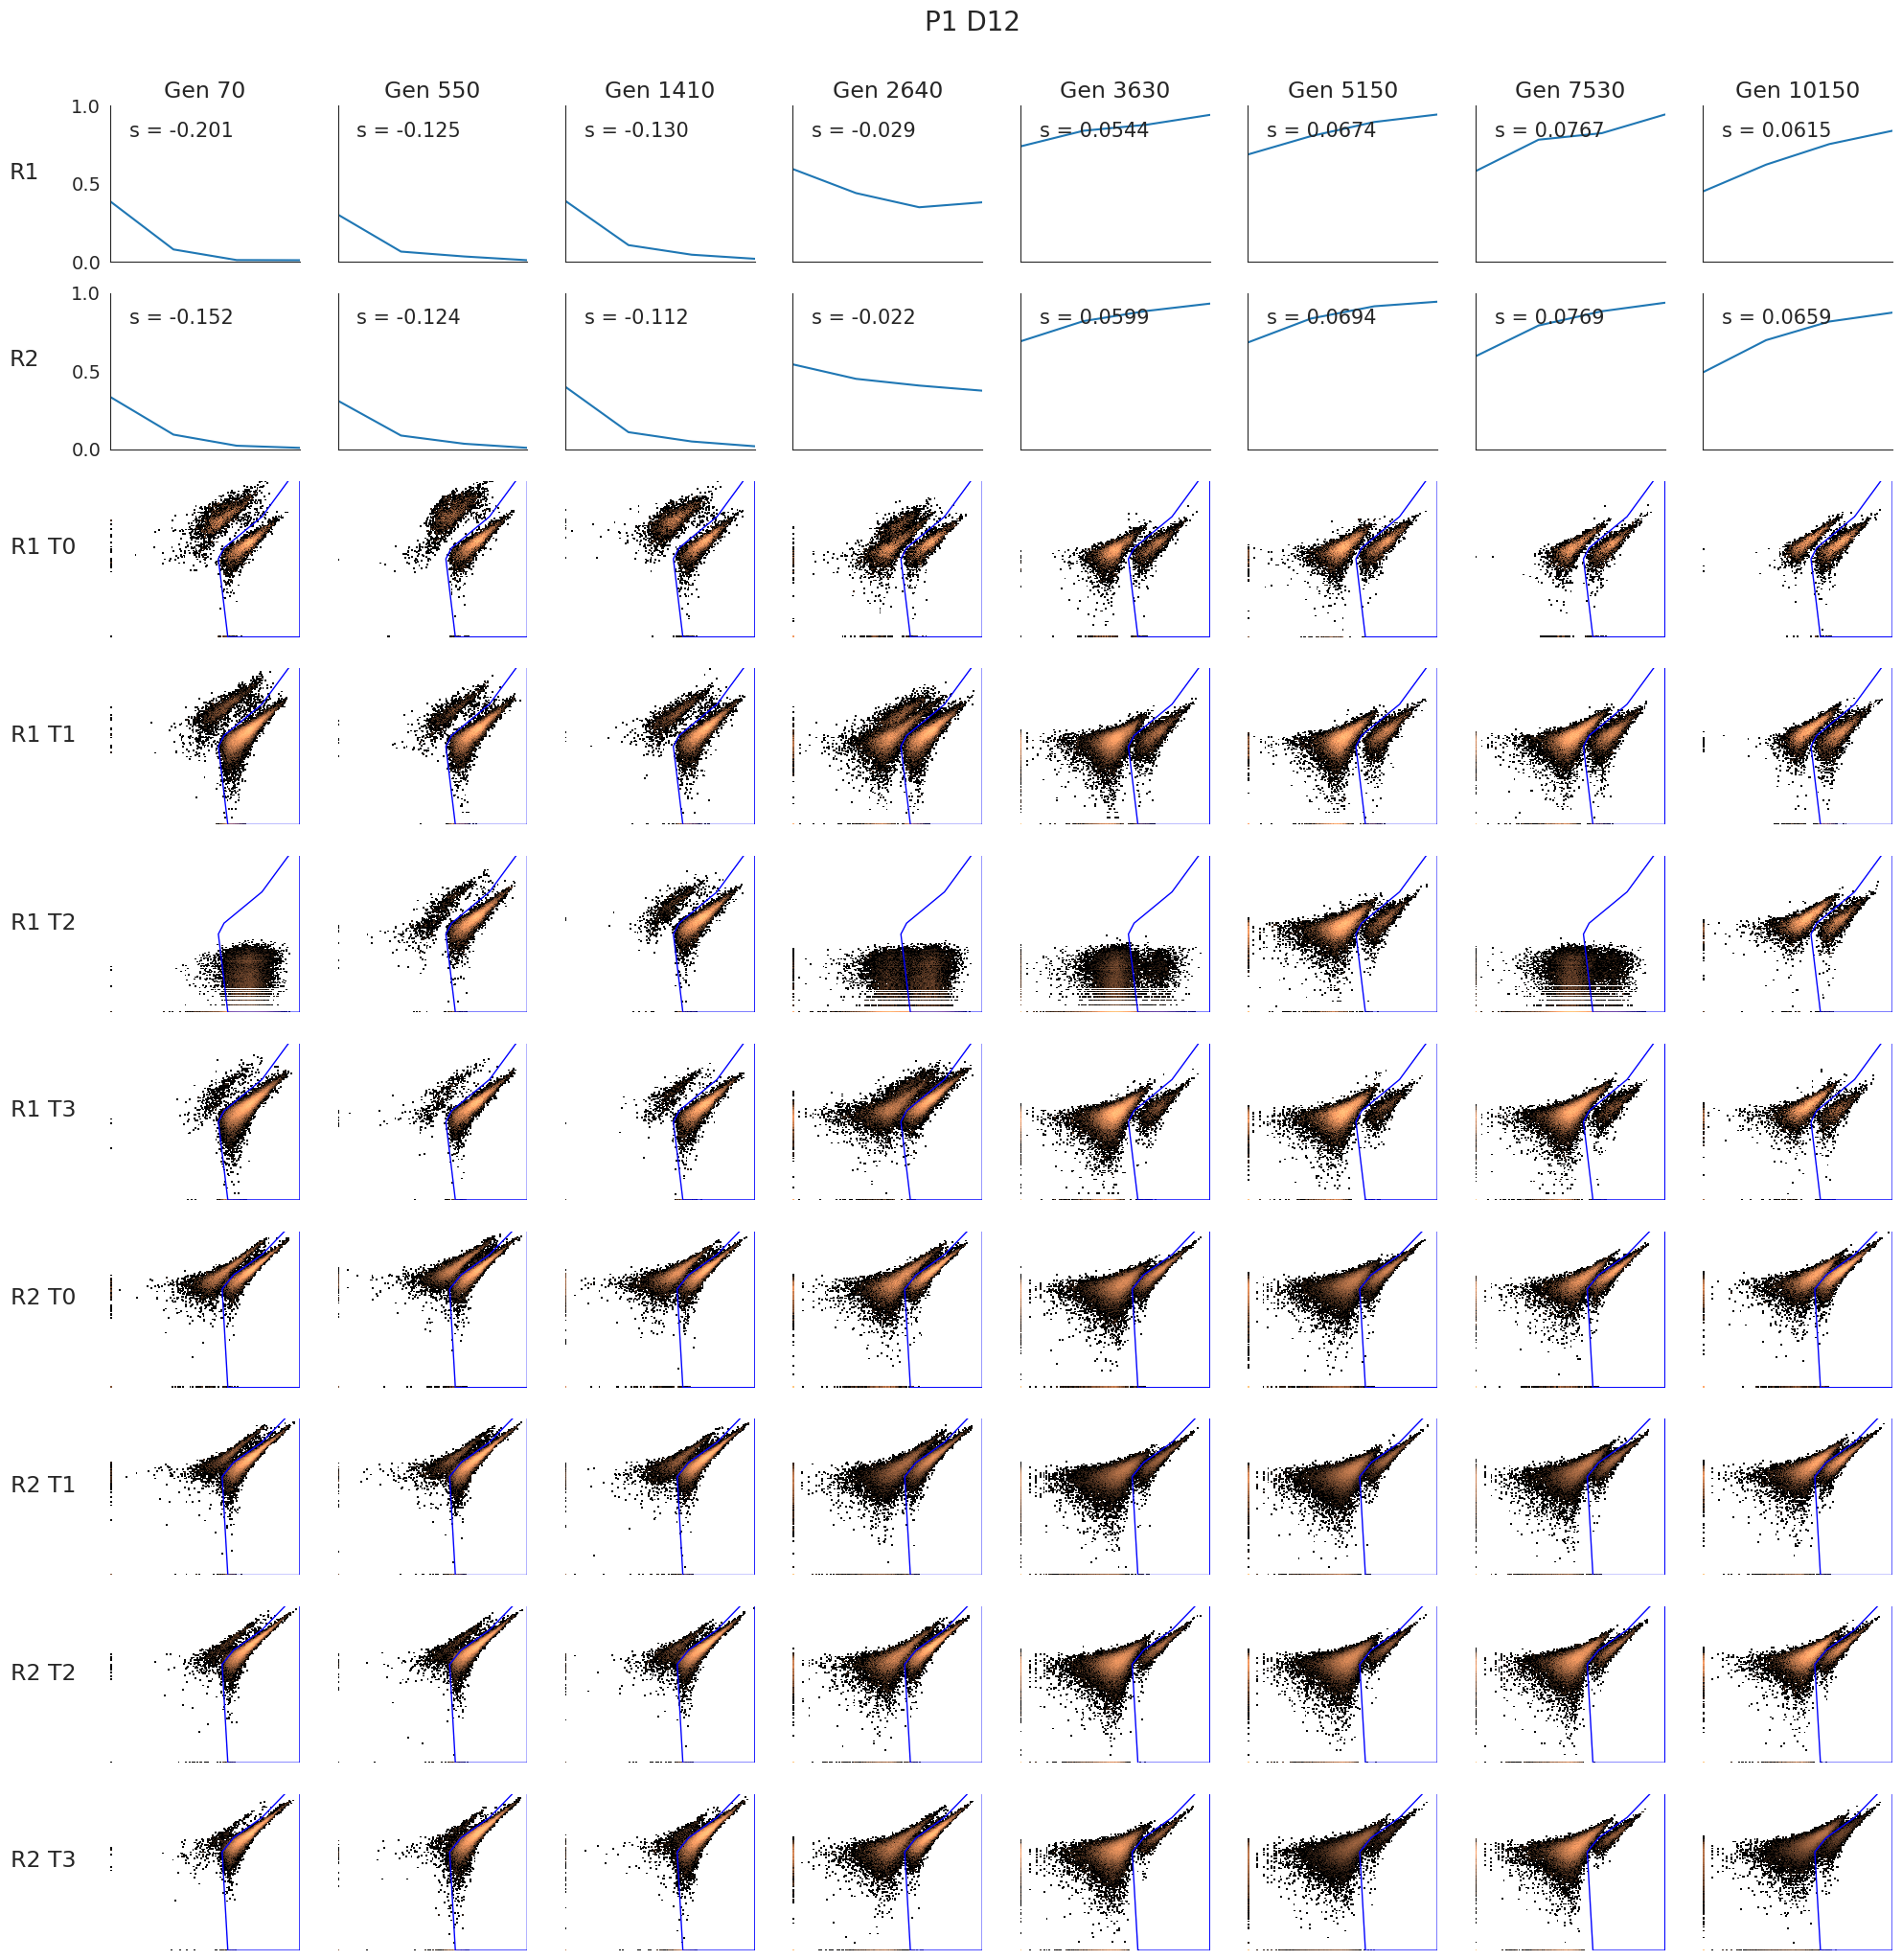 P1 D12
Gen 70 Gen 550 Gen 1410 Gen 2640 Gen 3630 Gen 5150 Gen 7530 Gen 10150
1.0
s = -0.201 s = -0.125 s = -0.130 s = -0.029 s = 0.0544 s = 0.0674 s = 0.0767 s = 0.0615
R1
0.5
0.0
1.0
s = -0.152 s = -0.124 s = -0.112 s = -0.022 s = 0.0599 s = 0.0694 s = 0.0769 s = 0.0659
R2
0.5
0.0
R1 T0
R1 T1
R1 T2
R1 T3
R2 T0
R2 T1
R2 T2
R2 T3